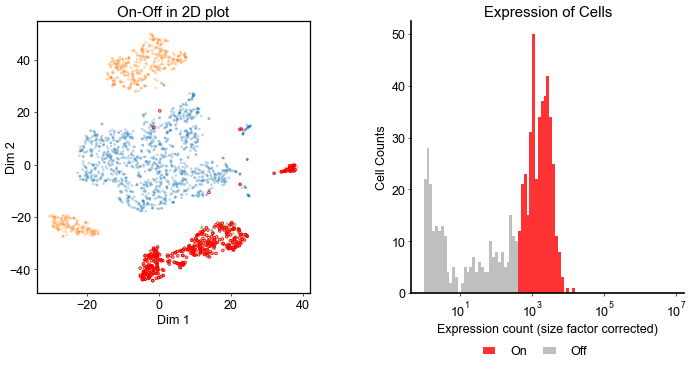 On-Off in 2D plot
Expression of Cells
40
20
0
−20
−40
Dim 2
−20
0
20
40
Dim 1
50
40
30
20
10
0
Cell Counts
10^1
10^3
10^5
10^7
Expression count (size factor corrected)
On
Off